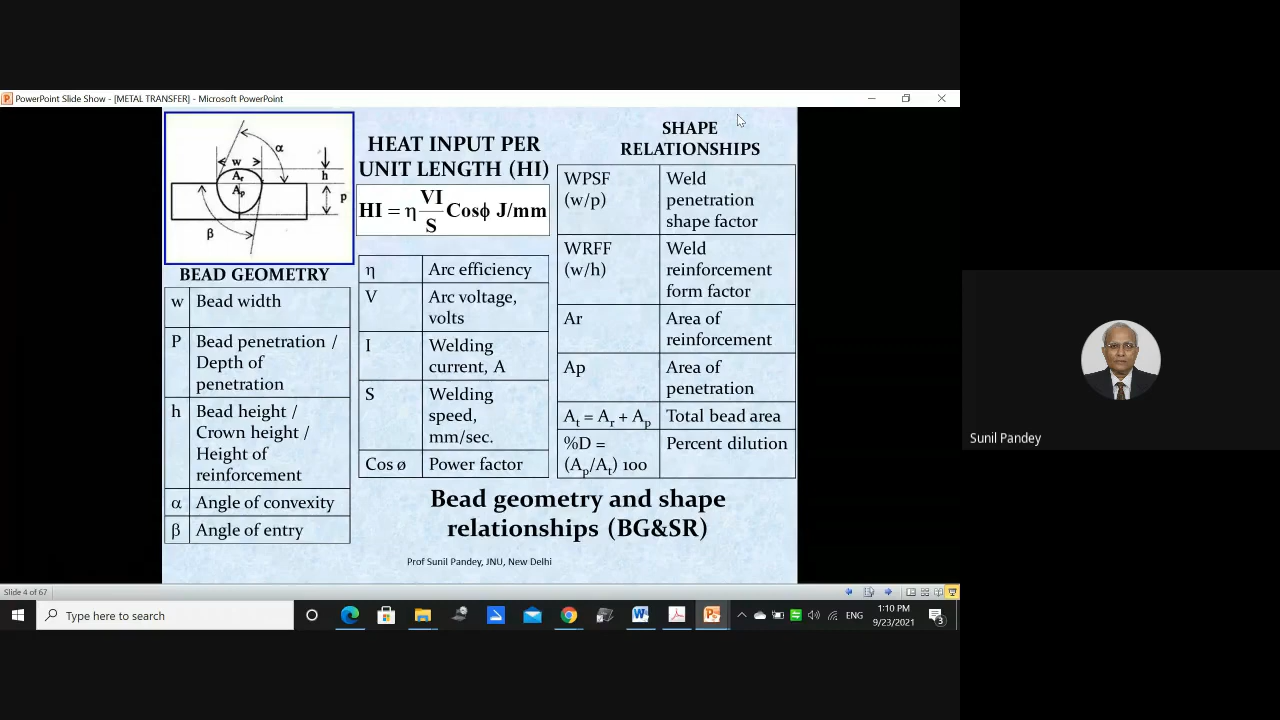 PowerPoint Slide Show - [METAL TRANSFER] - Microsoft PowerPoint
α
w
h
Ar
Ap
p
β
BEAD GEOMETRY
w Bead width
P Bead penetration /
Depth of
penetration
h Bead height /
Crown height /
Height of
reinforcement
α Angle of convexity
β Angle of entry
HEAT INPUT PER
UNIT LENGTH (HI)
HI = η VI/S Cosϕ J/mm
η Arc efficiency
V Arc voltage,
volts
I Welding
current, A
S Welding
speed,
mm/sec.
Cos ø Power factor
SHAPE
RELATIONSHIPS
WPSF Weld
(w/p) penetration
shape factor
WRFF Weld
(w/h) reinforcement
form factor
Ar Area of
reinforcement
Ap Area of
penetration
At = Ar + Ap Total bead area
%D = Percent dilution
(Ap/At) 100
Bead geometry and shape
relationships (BG&SR)
Prof Sunil Pandey, JNU, New Delhi
Sunil Pandey
Slide 4 of 67
Type here to search
ENG
1:10 PM
9/23/2021
3